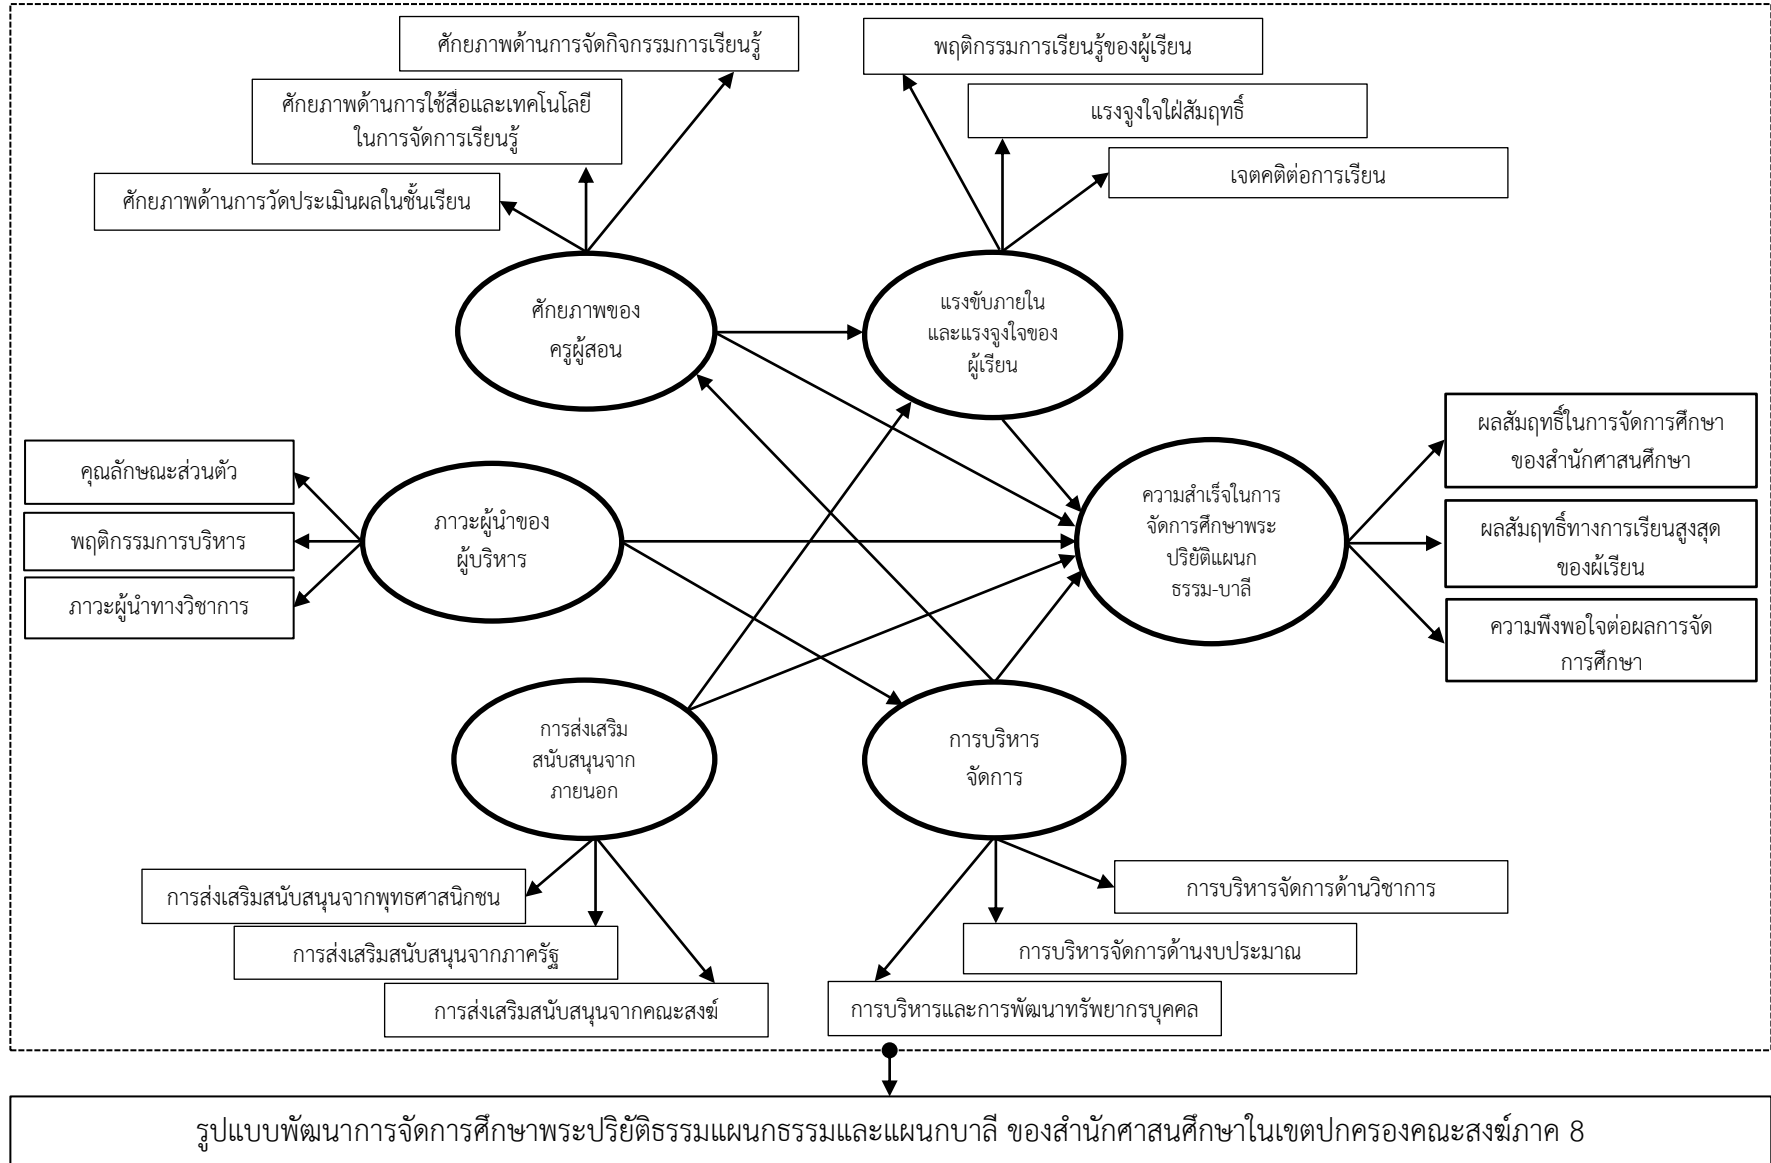 ศักยภาพด้านการจัดกิจกรรมการเรียนรู้
พฤติกรรมการเรียนรู้ของผู้เรียน
ศักยภาพด้านการใช้สื่อและเทคโนโลยี
ในการจัดการเรียนรู้
แรงจูงใจใฝ่สัมฤทธิ์
ศักยภาพด้านการวัดประเมินผลในชั้นเรียน
เจตคติต่อการเรียน
ศักยภาพของ
ครูผู้สอน
แรงขับภายใน
และแรงจูงใจของ
ผู้เรียน
คุณลักษณะส่วนตัว
พฤติกรรมการบริหาร
ภาวะผู้นำทางวิชาการ
ภาวะผู้นำของ
ผู้บริหาร
ความสำเร็จในการ
จัดการศึกษาพระ
ปริยัติแผนก
ธรรม-บาลี
ผลสัมฤทธิ์ในการจัดการศึกษา
ของสำนักศาสนศึกษา
ผลสัมฤทธิ์ทางการเรียนสูงสุด
ของผู้เรียน
ความพึงพอใจต่อผลการจัด
การศึกษา
การส่งเสริม
สนับสนุนจาก
ภายนอก
การบริหาร
จัดการ
การส่งเสริมสนับสนุนจากพุทธศาสนิกชน
การส่งเสริมสนับสนุนจากภาครัฐ
การส่งเสริมสนับสนุนจากคณะสงฆ์
การบริหารจัดการด้านวิชาการ
การบริหารจัดการด้านงบประมาณ
การบริหารและการพัฒนาทรัพยากรบุคคล
รูปแบบพัฒนาการจัดการศึกษาพระปริยัติธรรมแผนกธรรมและแผนกบาลี ของสำนักศาสนศึกษาในเขตปกครองคณะสงฆ์ภาค 8